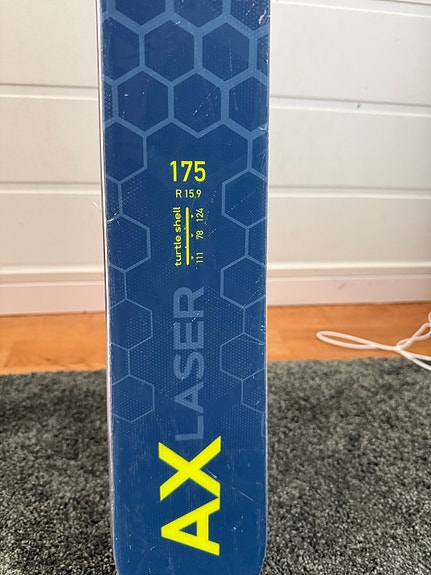 175
R 15.9
turtle shell
111 78 124
LASER
AX